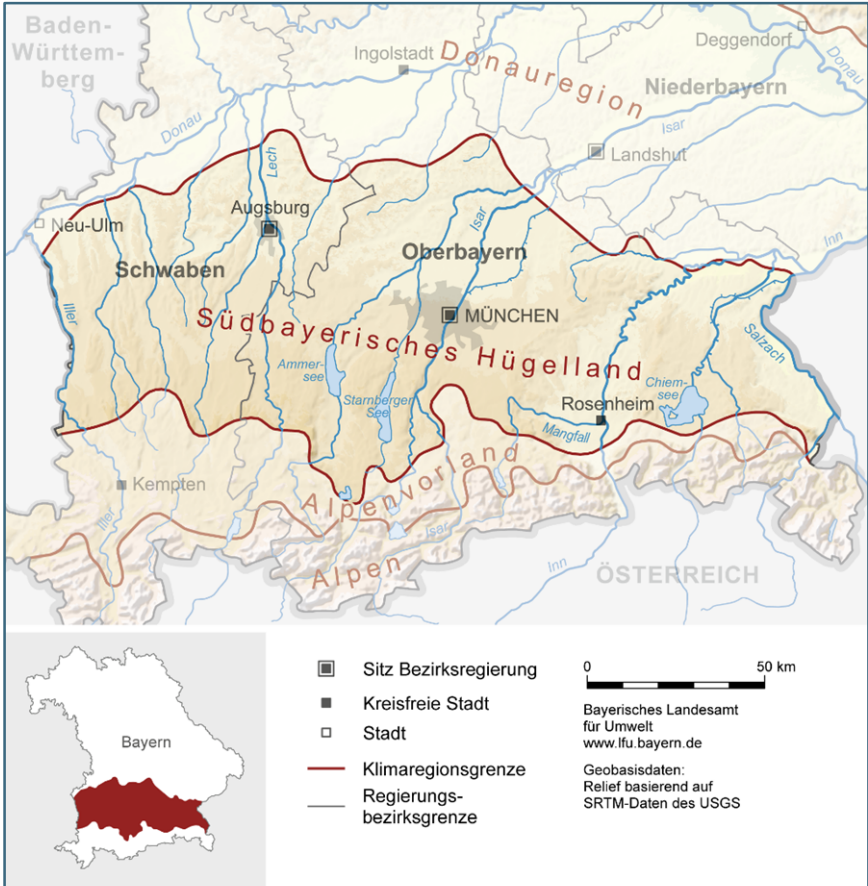 Baden-
Württem-
berg
Ingolstadt
Deggendorf
Donau
Donauregion
Niederbayern
Donau
Isar
Landshut
Lech
Augsburg
Neu-Ulm
Isar
Oberbayern
Inn
Schwaben
Iller
MÜNCHEN
Südbayerisches Hügelland
Salzach
Ammer-
see
Starnberger
See
Chiem-
see
Rosenheim
Mangfall
Kempten
Alpenvorland
Iller
Isar
Alpen
Inn
ÖSTERREICH
Bayern
Sitz Bezirksregierung
Kreisfreie Stadt
Stadt
Klimaregionsgrenze
Regierungs-
bezirksgrenze
0 50 km
Bayerisches Landesamt
für Umwelt
www.lfu.bayern.de
Geobasisdaten:
Relief basierend auf
SRTM-Daten des USGS